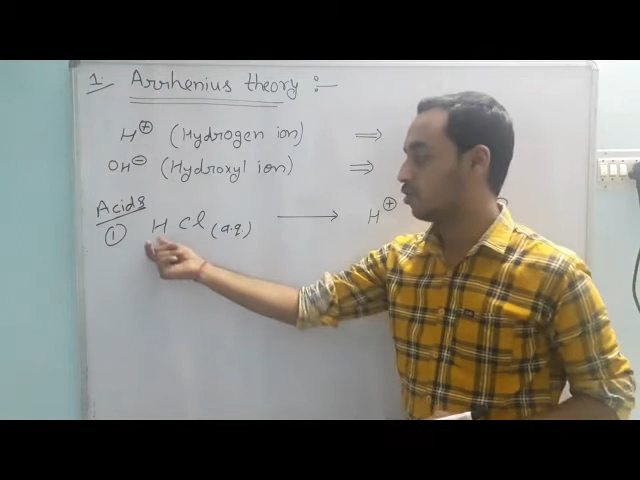 1. Arrhenius theory :-
H⊕ (Hydrogen ion) ⇒
OH⊖ (Hydroxyl ion) ⇒
Acids
① H Cl (a.q) ⟶ H⊕